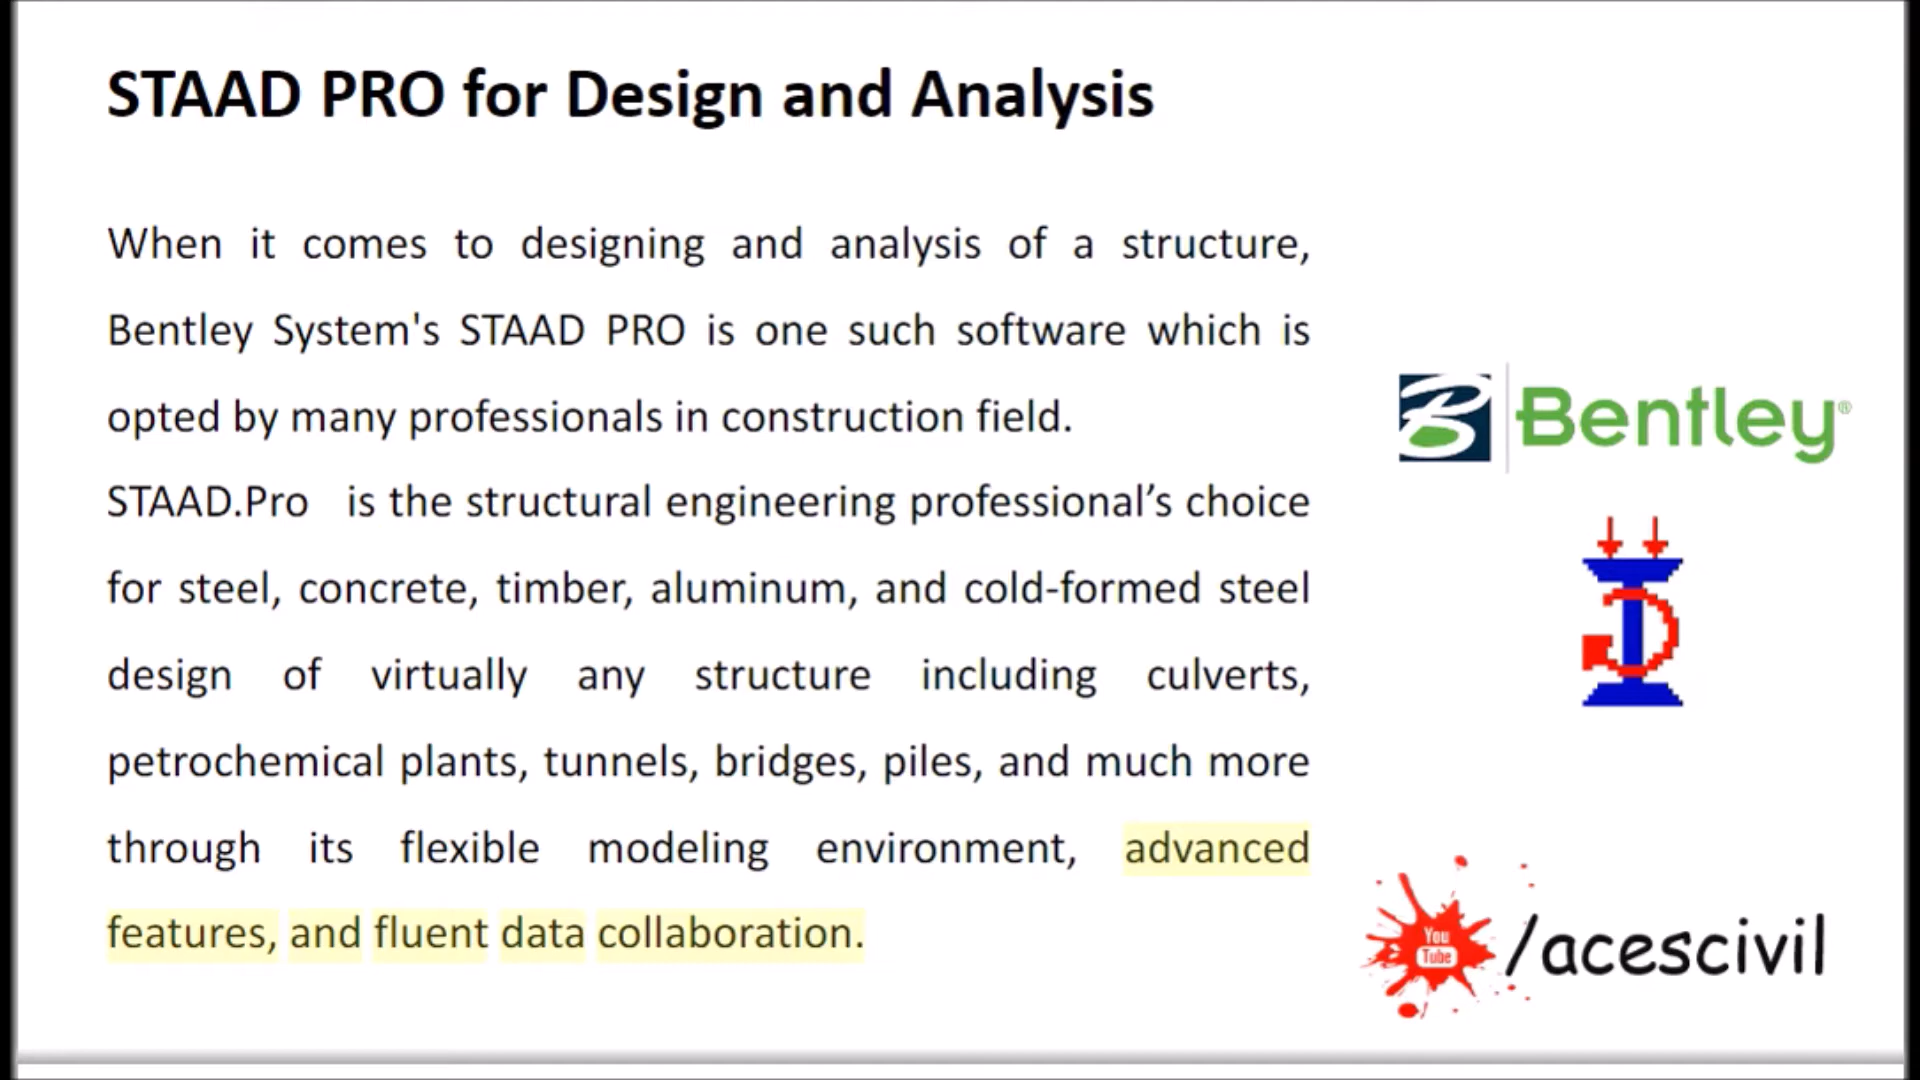 STAAD PRO for Design and Analysis
When it comes to designing and analysis of a structure,
Bentley System's STAAD PRO is one such software which is
opted by many professionals in construction field.
STAAD.Pro is the structural engineering professional’s choice
for steel, concrete, timber, aluminum, and cold-formed steel
design of virtually any structure including culverts,
petrochemical plants, tunnels, bridges, piles, and much more
through its flexible modeling environment, advanced
features, and fluent data collaboration.
B Bentley®
You
Tube
/acescivil